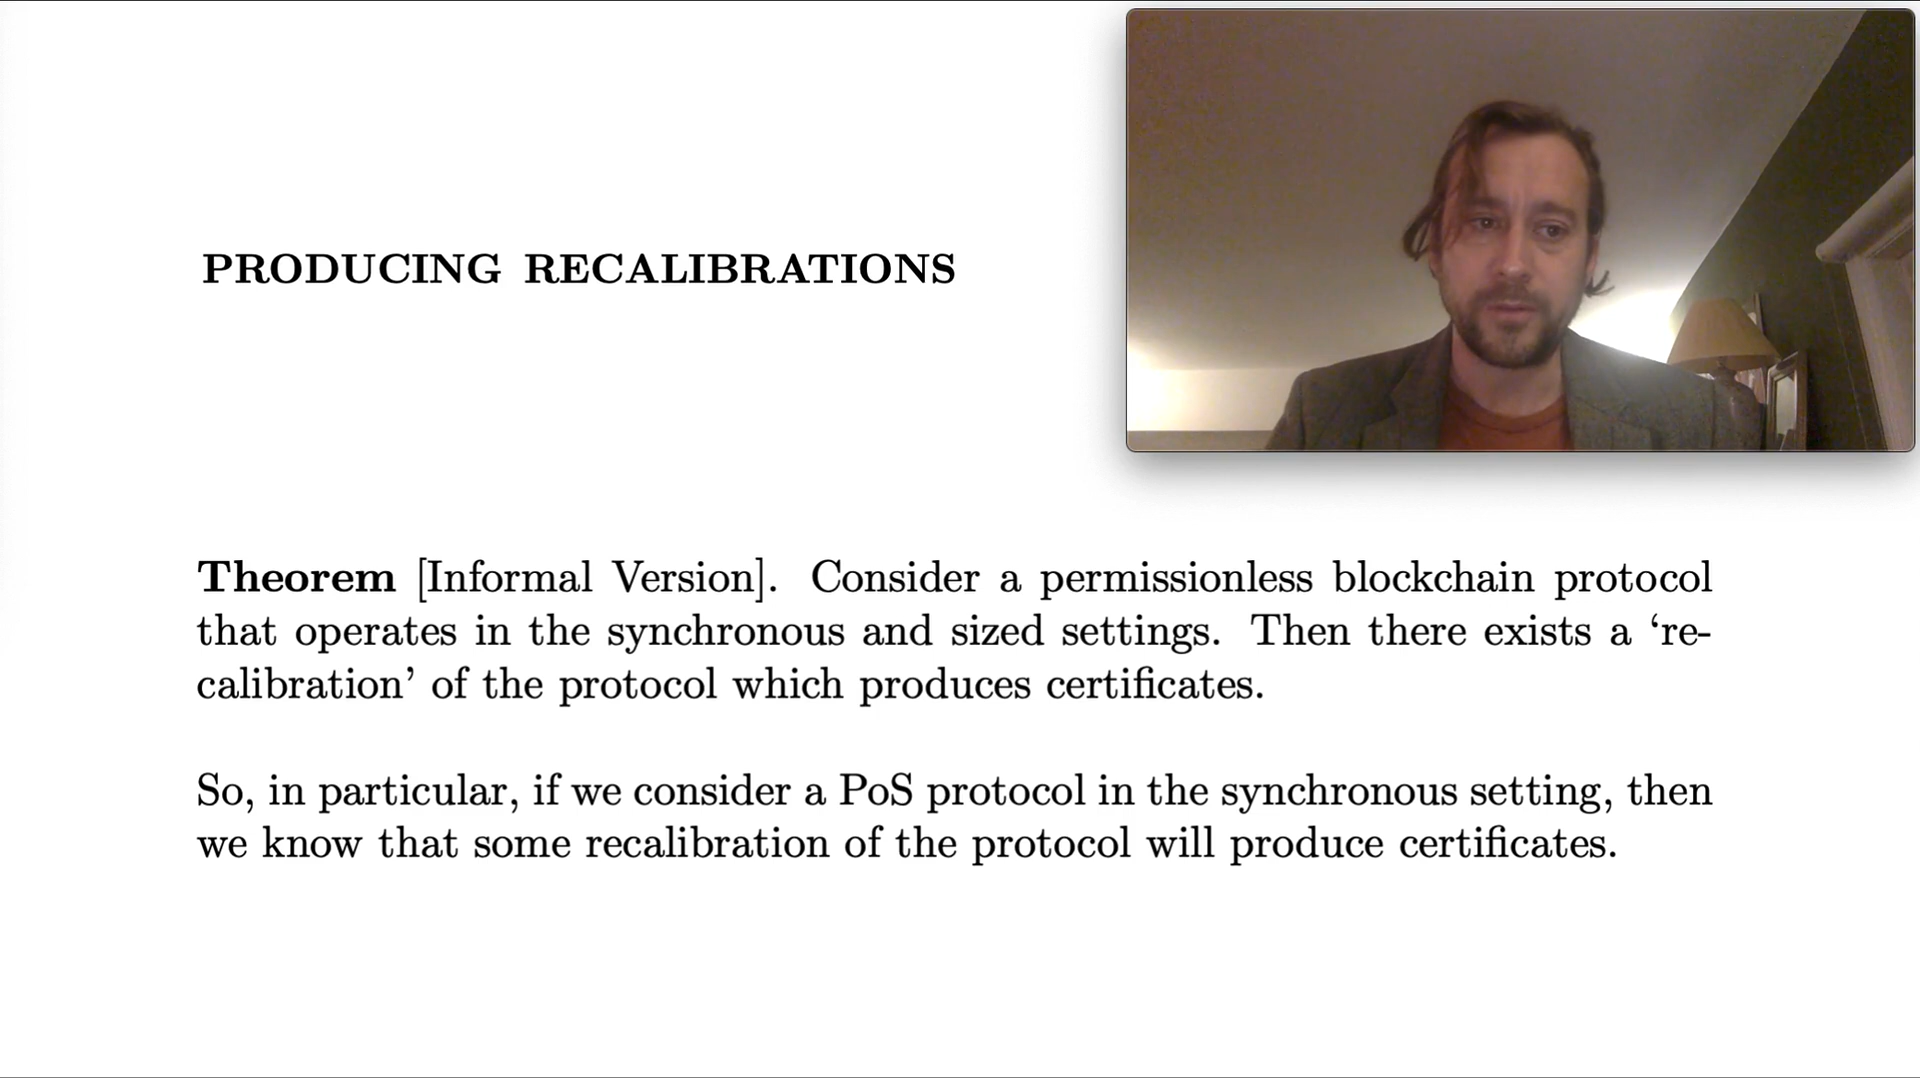 PRODUCING RECALIBRATIONS
Theorem [Informal Version]. Consider a permissionless blockchain protocol
that operates in the synchronous and sized settings. Then there exists a ‘re-
calibration’ of the protocol which produces certificates.
So, in particular, if we consider a PoS protocol in the synchronous setting, then
we know that some recalibration of the protocol will produce certificates.